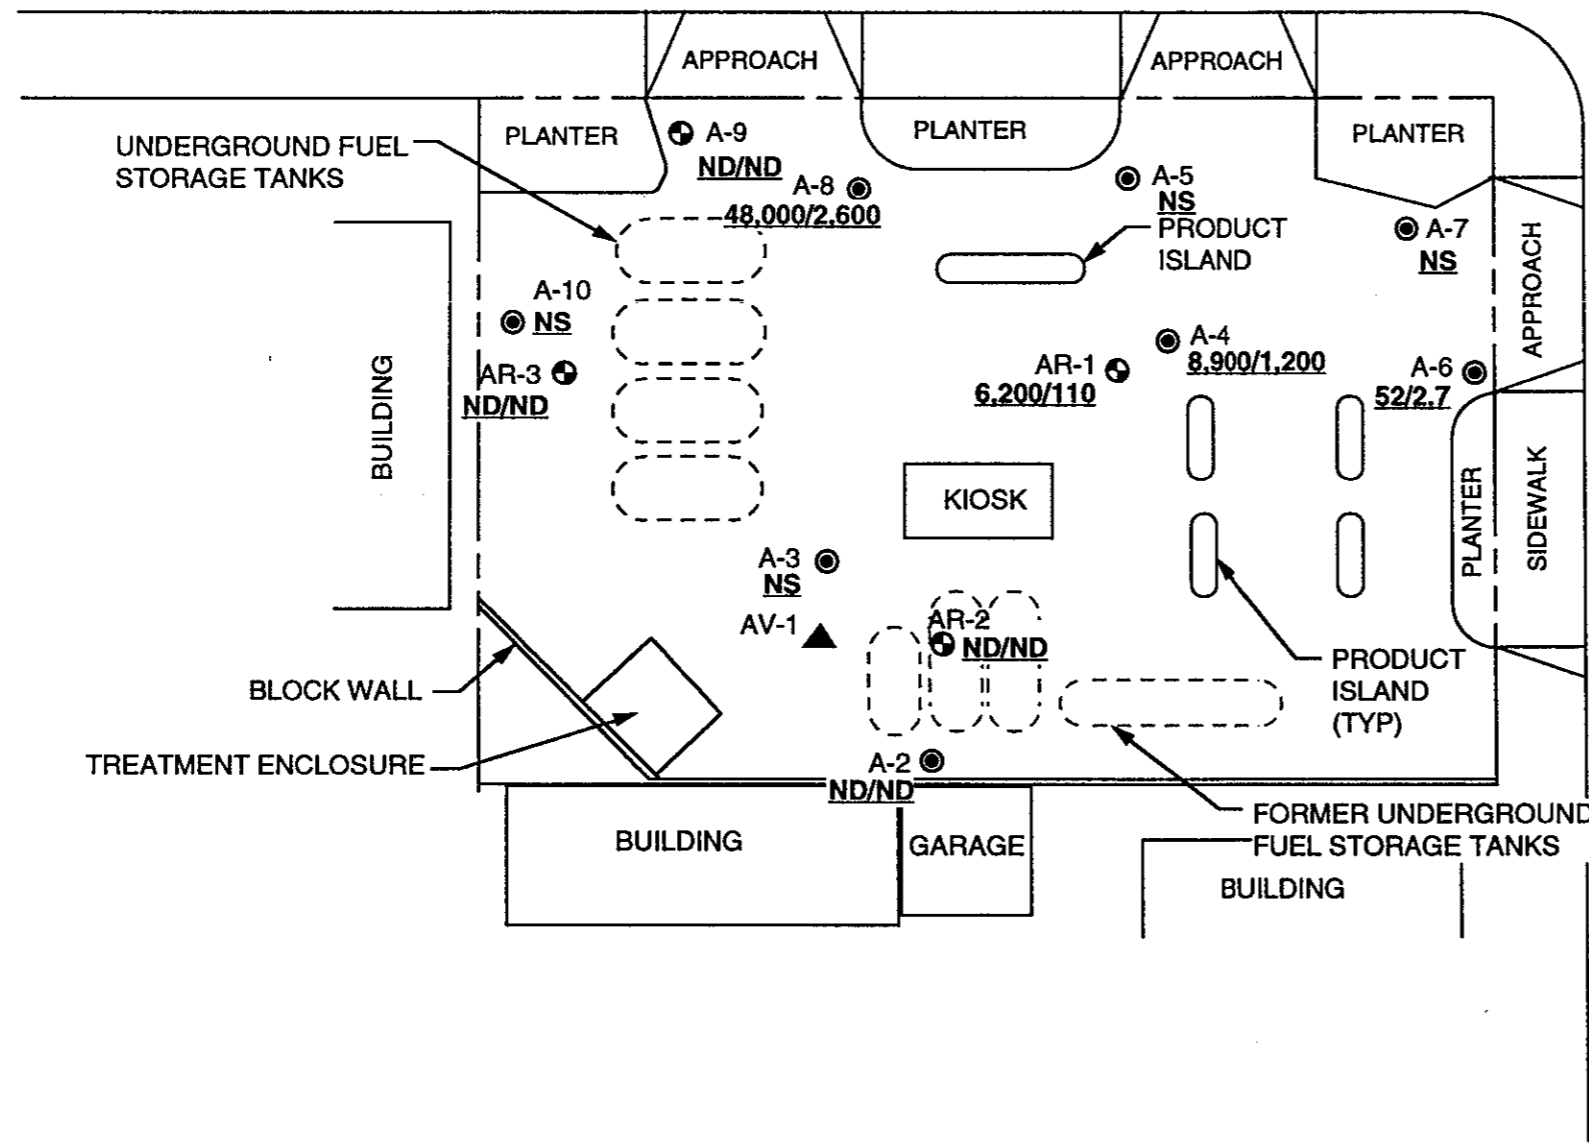 APPROACH
APPROACH
UNDERGROUND FUEL
STORAGE TANKS
PLANTER
A-9
ND/ND
PLANTER
PLANTER
A-8
48,000/2,600
A-5
NS
PRODUCT
ISLAND
A-7
NS
APPROACH
A-10
NS
AR-3
ND/ND
BUILDING
AR-1
6,200/110
A-4
8,900/1,200
A-6
52/2.7
KIOSK
PLANTER
SIDEWALK
A-3
NS
AV-1
AR-2
ND/ND
BLOCK WALL
PRODUCT
ISLAND
(TYP)
TREATMENT ENCLOSURE
A-2
ND/ND
BUILDING
GARAGE
FORMER UNDERGROUND
FUEL STORAGE TANKS
BUILDING